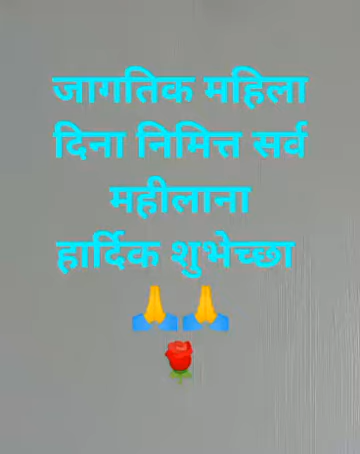 जागतिक महिला
दिना निमित्त सर्व
महीलाना
हार्दिक शुभेच्छा
🙏🙏
🌹